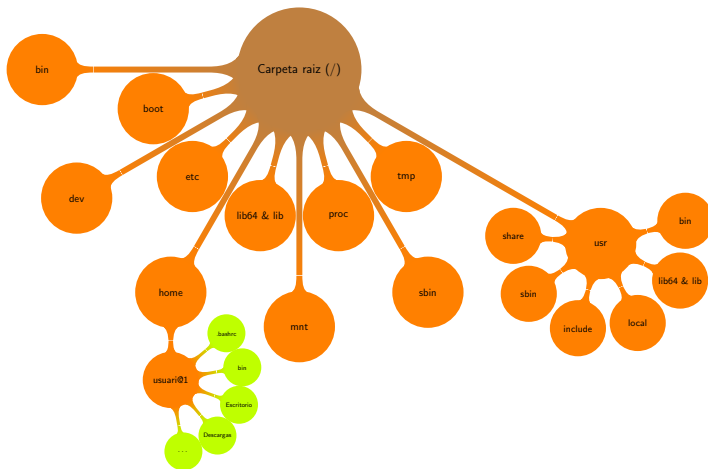 Carpeta raiz (/)
bin
boot
dev
etc
tmp
lib64 & lib
proc
home
mnt
sbin
usr
share
bin
sbin
lib64 & lib
include
local
usuari@1
.bashrc
bin
Escritorio
Descargas
...